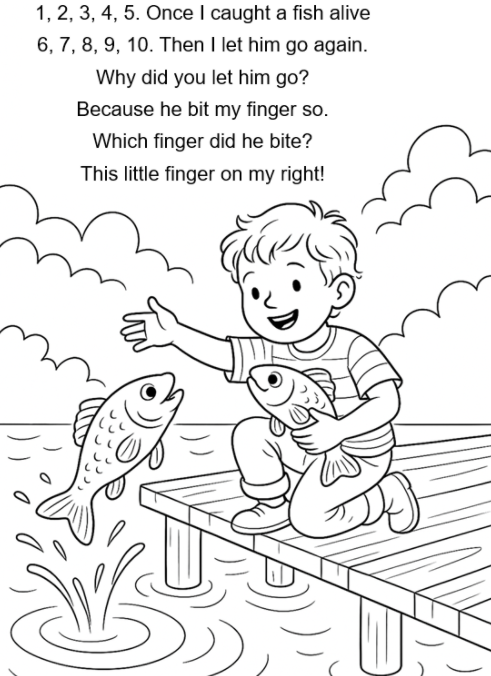 1, 2, 3, 4, 5. Once I caught a fish alive
6, 7, 8, 9, 10. Then I let him go again.
Why did you let him go?
Because he bit my finger so.
Which finger did he bite?
This little finger on my right!